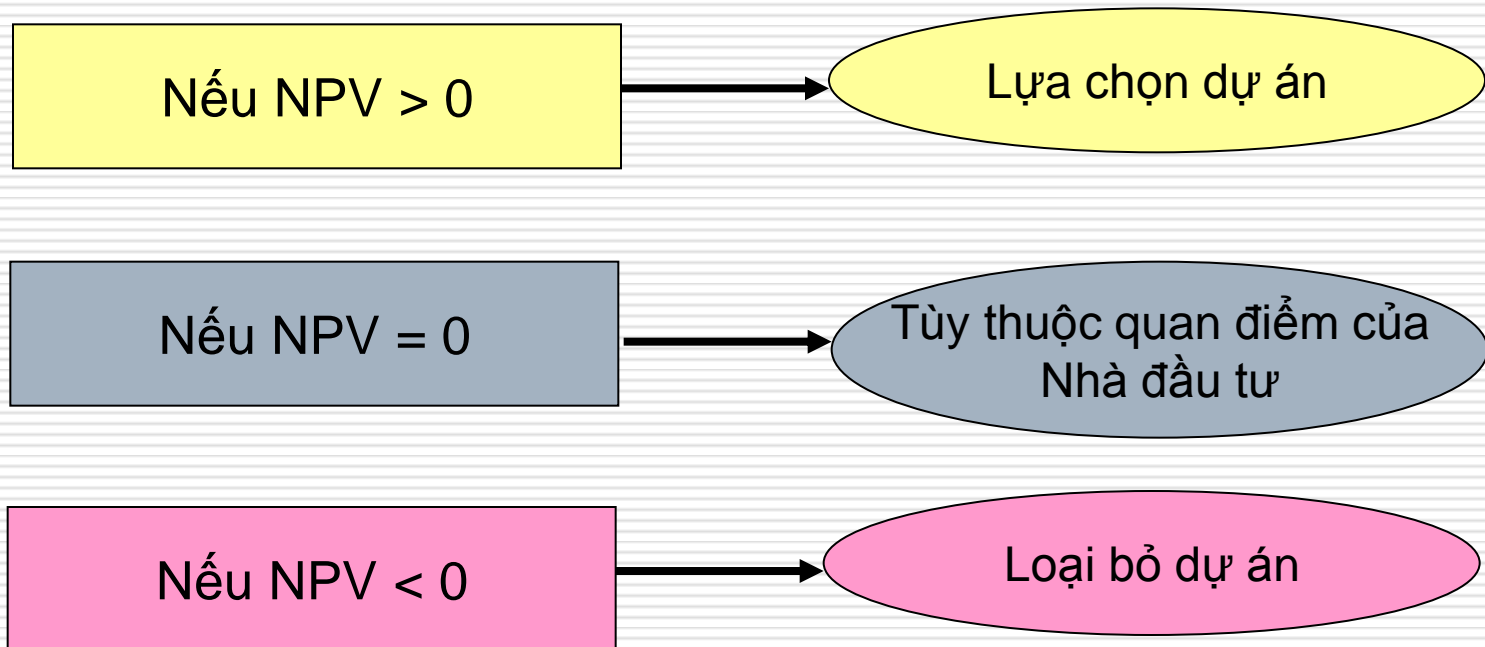 Nếu NPV > 0
Lựa chọn dự án
Nếu NPV = 0
Tùy thuộc quan điểm của
Nhà đầu tư
Nếu NPV < 0
Loại bỏ dự án